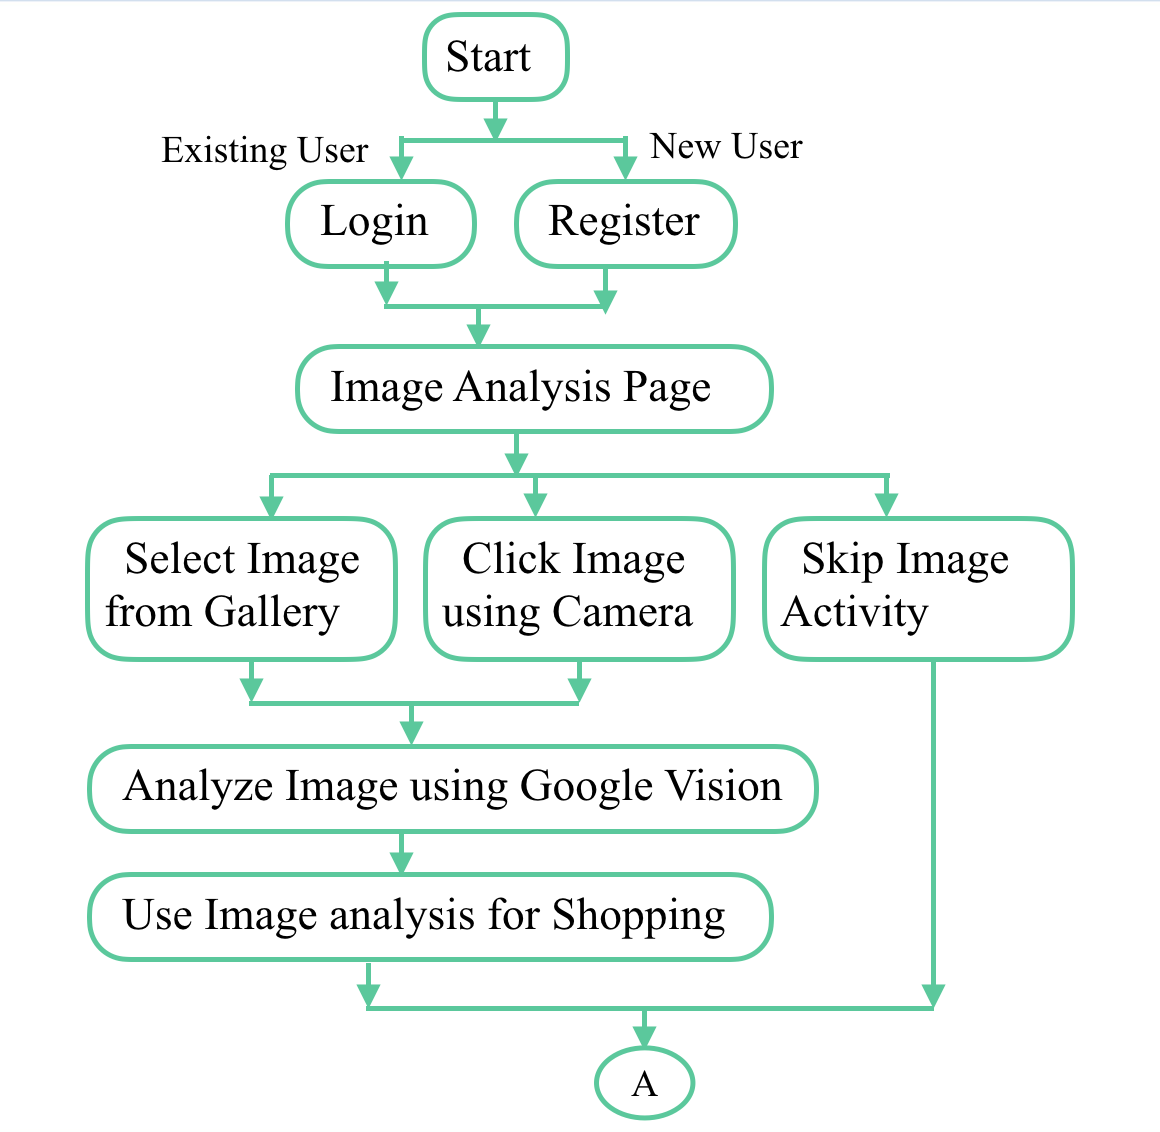 Start
Existing User
New User
Login
Register
Image Analysis Page
Select Image
from Gallery
Click Image
using Camera
Skip Image
Activity
Analyze Image using Google Vision
Use Image analysis for Shopping
A